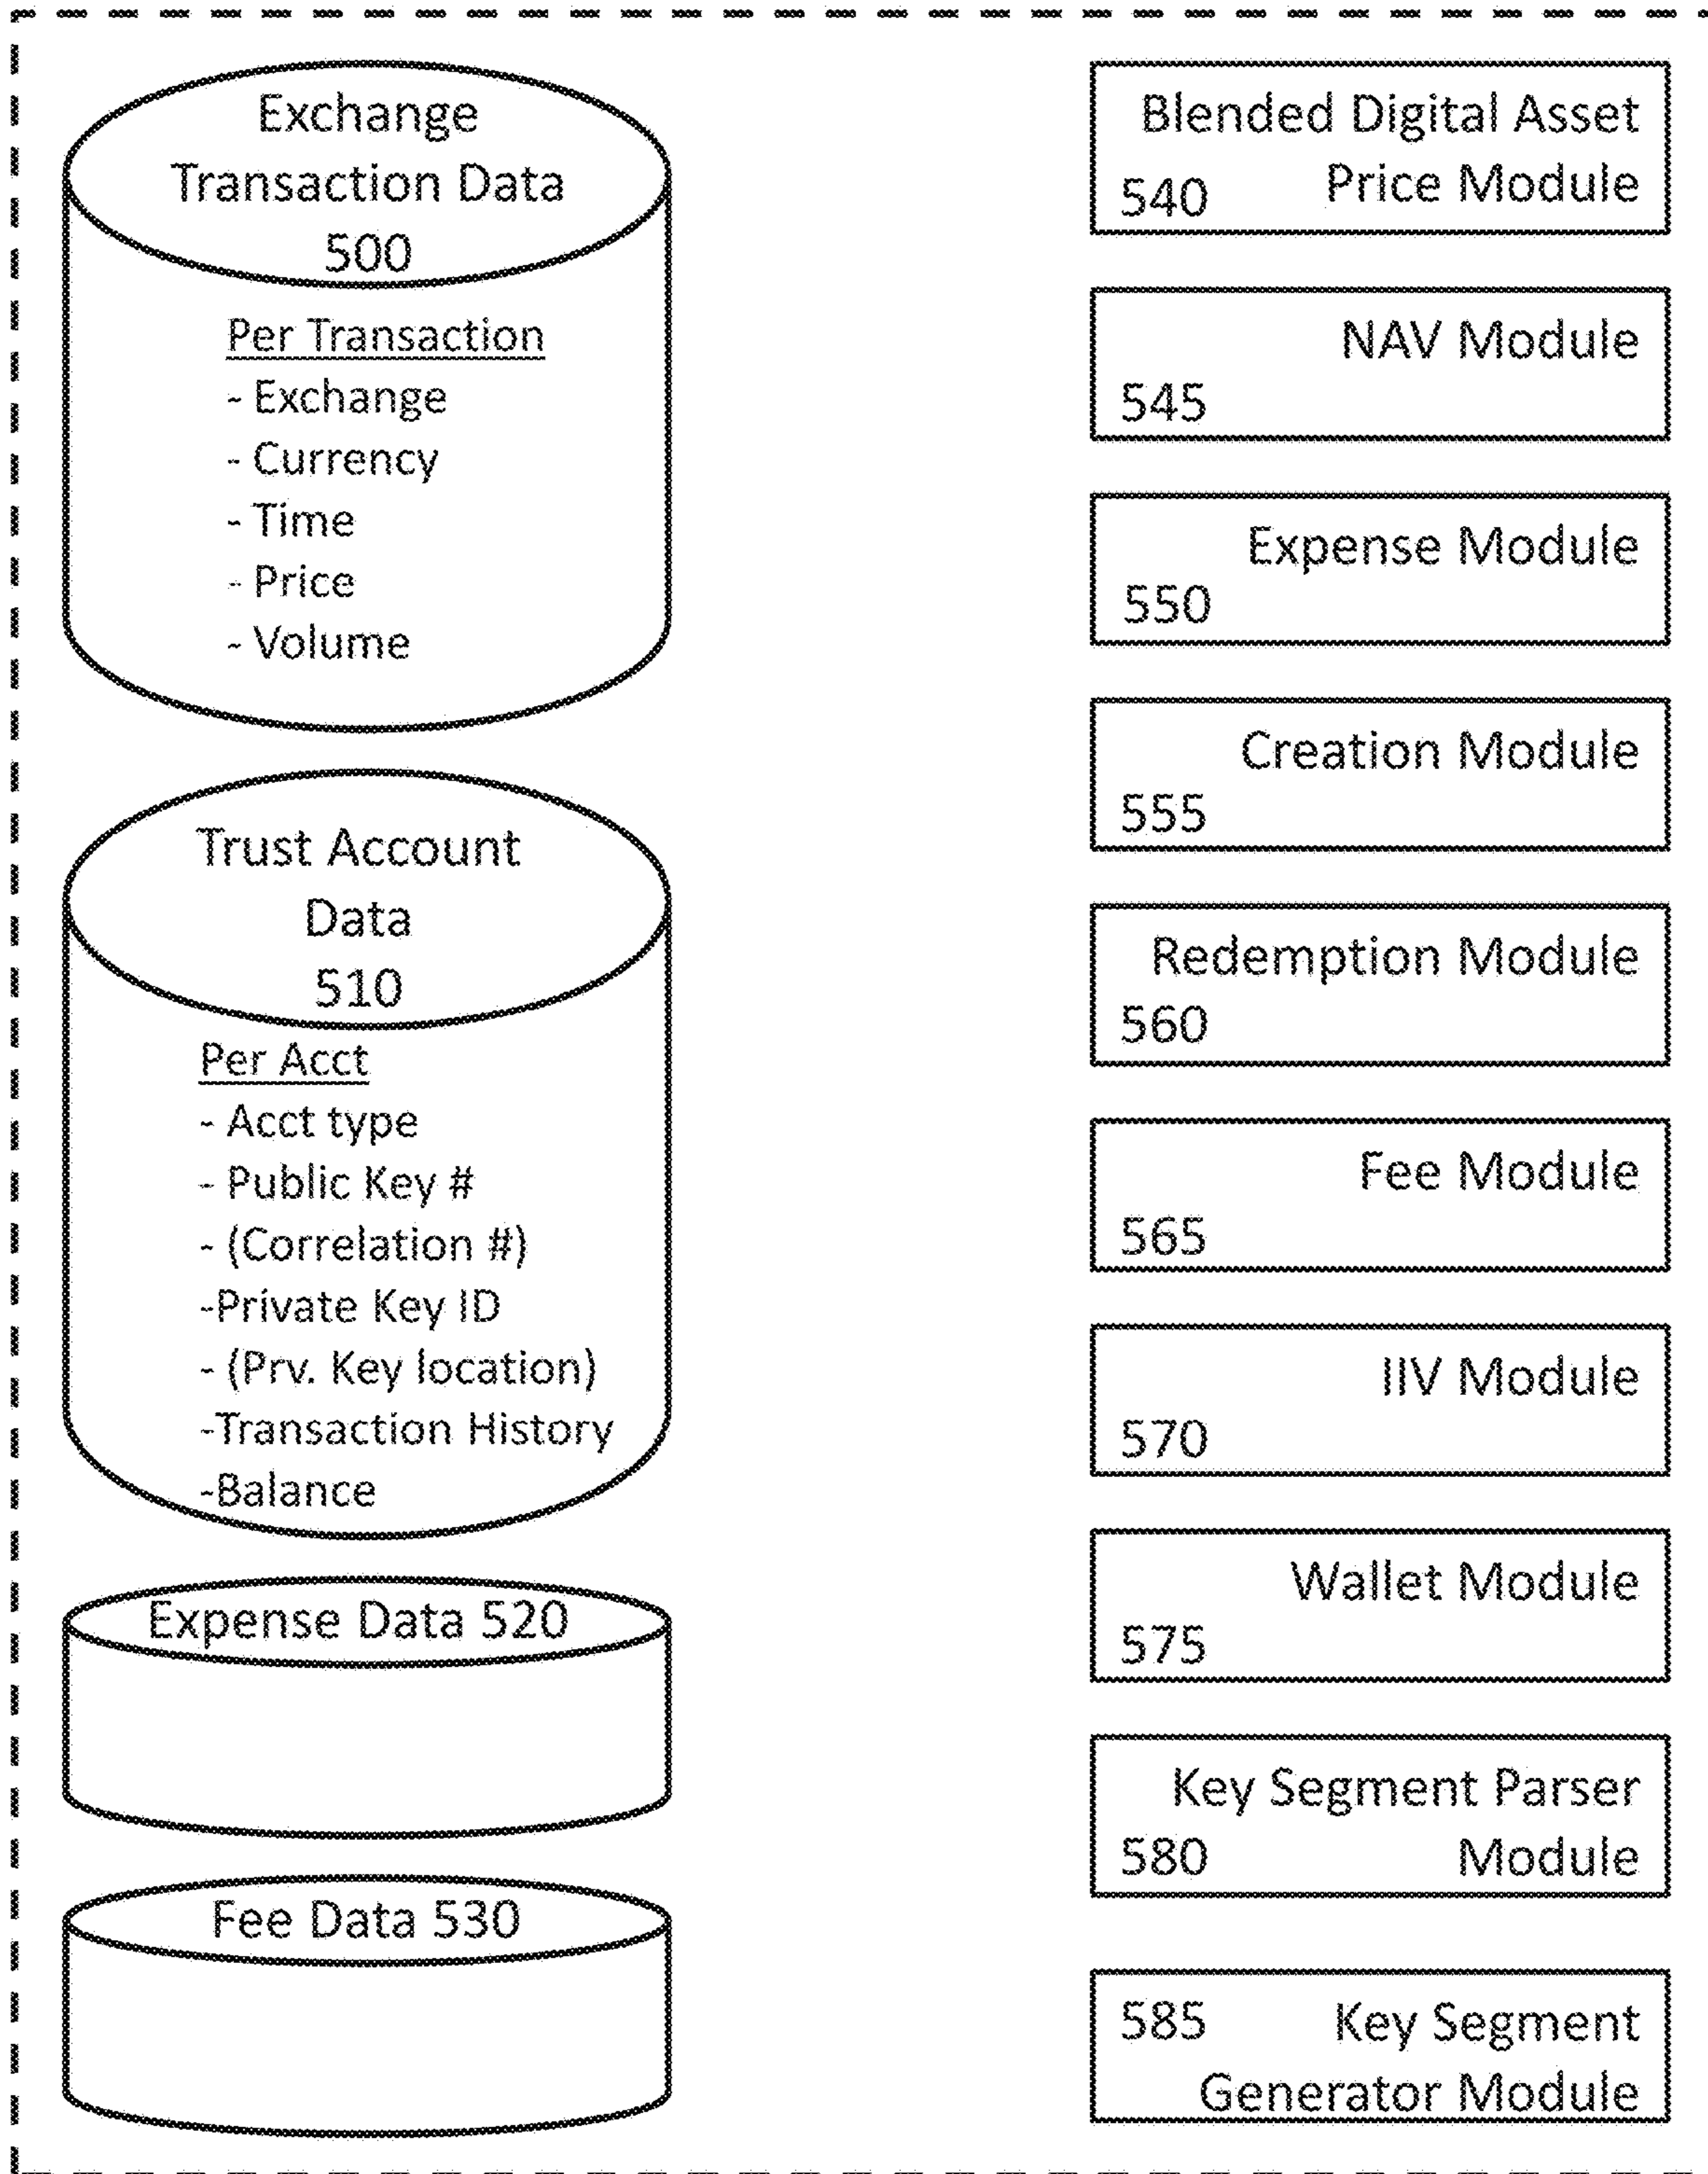 Exchange
Transaction Data
500
Per Transaction
- Exchange
- Currency
- Time
- Price
- Volume
Trust Account
Data
510
Per Acct
- Acct type
- Public Key #
- (Correlation #)
-Private Key ID
- (Prv. Key location)
-Transaction History
-Balance
Expense Data 520
Fee Data 530
Blended Digital Asset
540 Price Module
NAV Module
545
Expense Module
550
Creation Module
555
Redemption Module
560
Fee Module
565
IIV Module
570
Wallet Module
575
Key Segment Parser
580 Module
585 Key Segment
Generator Module